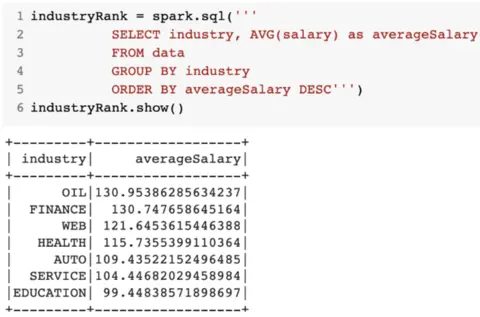 1 industryRank = spark.sql('''
2 SELECT industry, AVG(salary) as averageSalary
3 FROM data
4 GROUP BY industry
5 ORDER BY averageSalary DESC''')
6 industryRank.show()
+---------+------------------+
| industry|     averageSalary|
+---------+------------------+
|      OIL|130.95386285634237|
|  FINANCE|  130.747658645164|
|      WEB| 121.6453615446388|
|   HEALTH| 115.7355399110364|
|     AUTO|109.43522152496485|
|  SERVICE|104.44682029458984|
|EDUCATION| 99.44838571898697|
+---------+------------------+